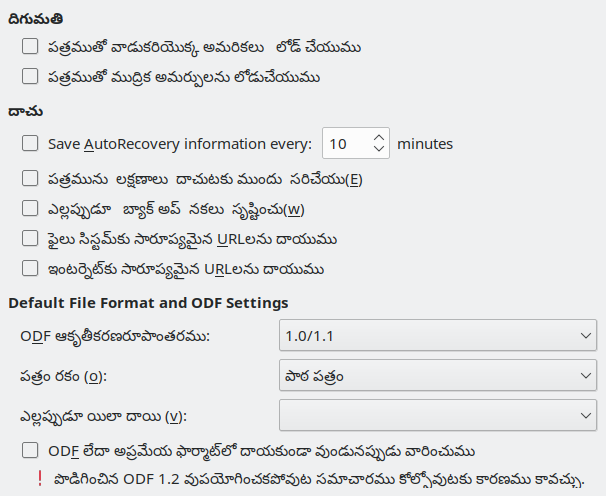 దిగుమతి
పత్రముతో వాడుకరియొక్క అమరికలు లోడ్ చేయుము
పత్రముతో ముద్రిక అమర్పులను లోడుచేయుము
దాచు
Save AutoRecovery information every: 10 minutes
పత్రమును లక్షణాలు దాచుటకు ముందు సరిచేయు(E)
ఎల్లప్పుడూ బ్యాక్ అప్ నకలు సృష్టించు(w)
ఫైలు సిస్టమ్‌కు సారూప్యమైన URLలను దాయుము
ఇంటర్నెట్‌కు సారూప్యమైన URLలను దాయుము
Default File Format and ODF Settings
ODF ఆకృతీకరణరూపాంతరము: 1.0/1.1
పత్రం రకం (o): పాఠ పత్రం
ఎల్లప్పుడూ యిలా దాయి (v):
ODF లేదా అప్రమేయ ఫార్మాట్‌లో దాయకుండా వుండునప్పుడు వారించుము
పొడిగించిన ODF 1.2 వుపయోగించకపోవుట సమాచారము కోల్పోవుటకు కారణము కావచ్చు.